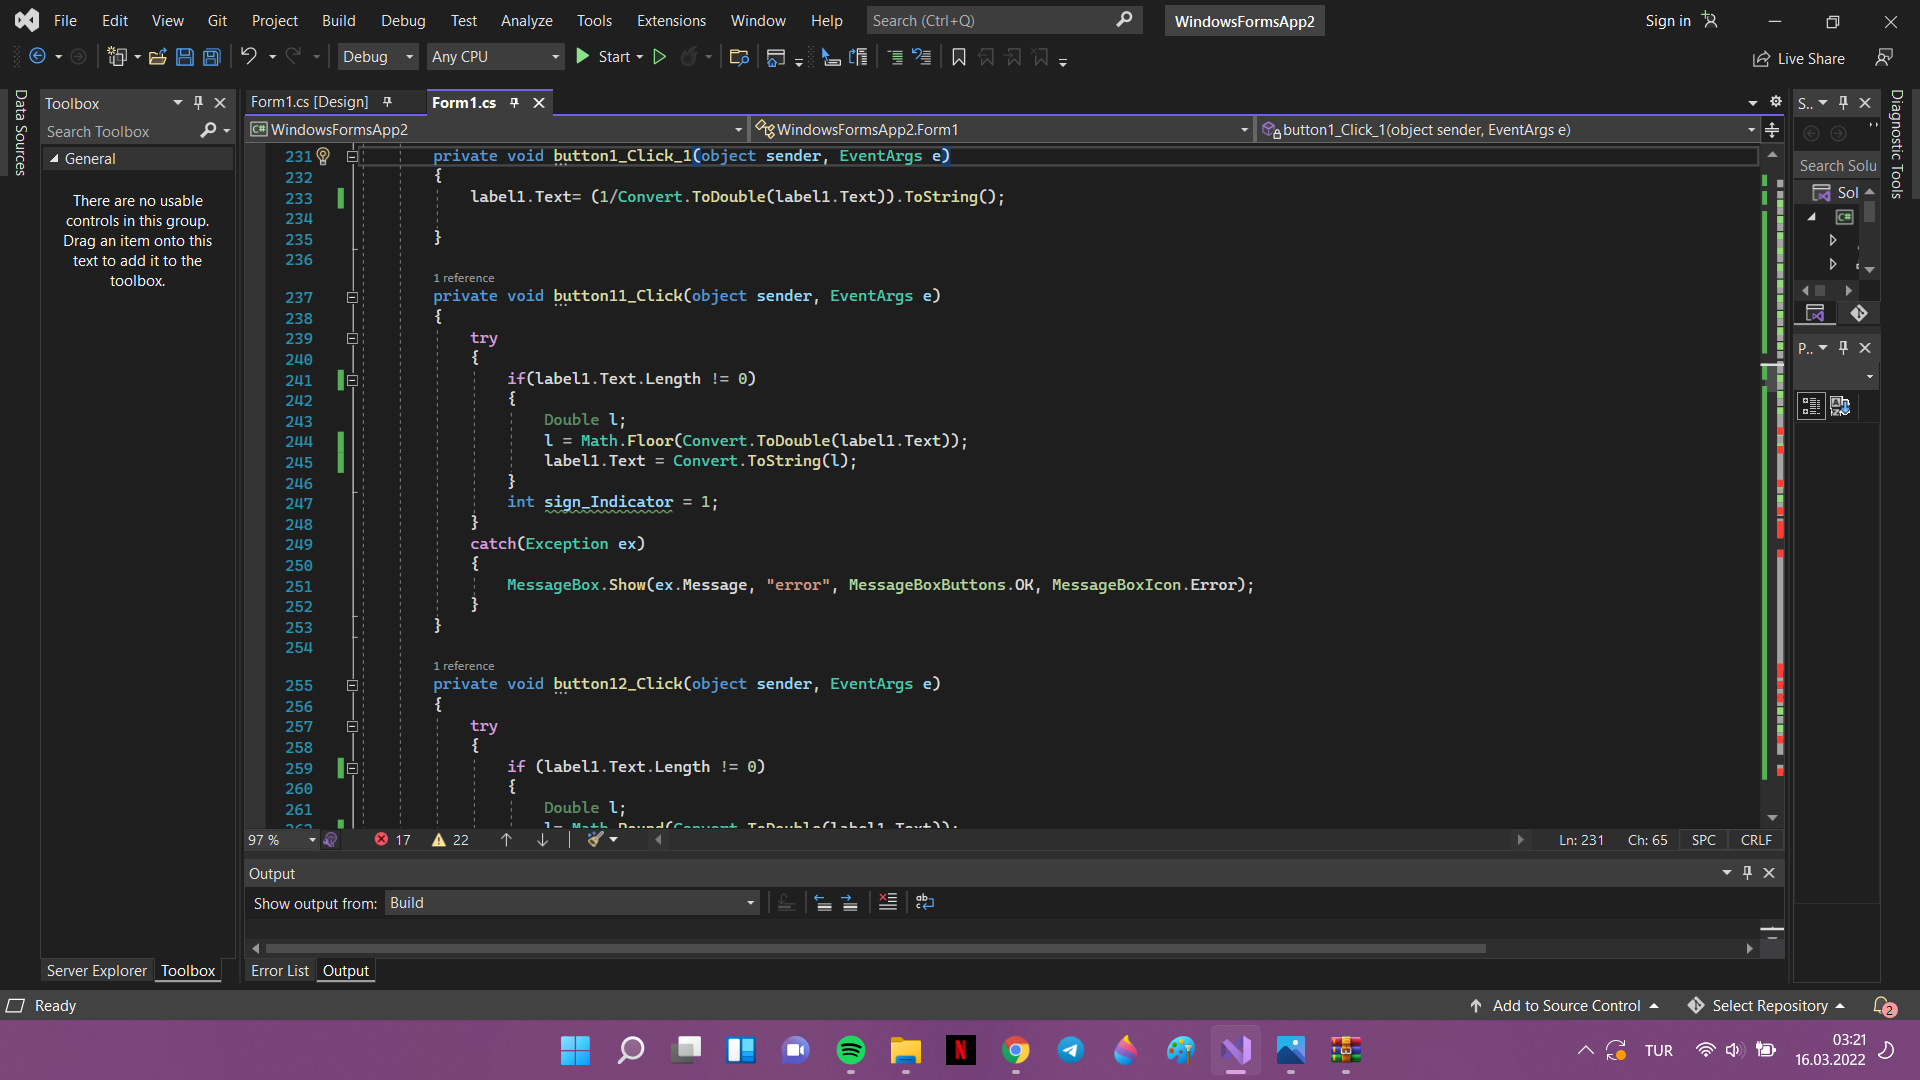 File Edit View Git Project Build Debug Test Analyze Tools Extensions Window Help Search (Ctrl+Q) WindowsFormsApp2 Sign in
Debug Any CPU Start Live Share
Data Sources
Toolbox
Search Toolbox
General
There are no usable
controls in this group.
Drag an item onto this
text to add it to the
toolbox.
Form1.cs [Design] Form1.cs
WindowsFormsApp2 WindowsFormsApp2.Form1 button1_Click_1(object sender, EventArgs e)
231 private void button1_Click_1(object sender, EventArgs e)
232 {
233 label1.Text= (1/Convert.ToDouble(label1.Text)).ToString();
234
235 }
236
1 reference
237 private void button11_Click(object sender, EventArgs e)
238 {
239 try
240 {
241 if(label1.Text.Length != 0)
242 {
243 Double l;
244 l = Math.Floor(Convert.ToDouble(label1.Text));
245 label1.Text = Convert.ToString(l);
246 }
247 int sign_Indicator = 1;
248 }
249 catch(Exception ex)
250 {
251 MessageBox.Show(ex.Message, "error", MessageBoxButtons.OK, MessageBoxIcon.Error);
252 }
253 }
254
1 reference
255 private void button12_Click(object sender, EventArgs e)
256 {
257 try
258 {
259 if (label1.Text.Length != 0)
260 {
261 Double l;
262 l= Math.Round(Convert.ToDouble(label1.Text));
97 % 17 22 Ln: 231 Ch: 65 SPC CRLF
Output
Show output from: Build
Server Explorer Toolbox Error List Output
S..
Search Solu
Sol
P..
Diagnostic Tools
Ready Add to Source Control Select Repository 2
TUR 03:21
16.03.2022